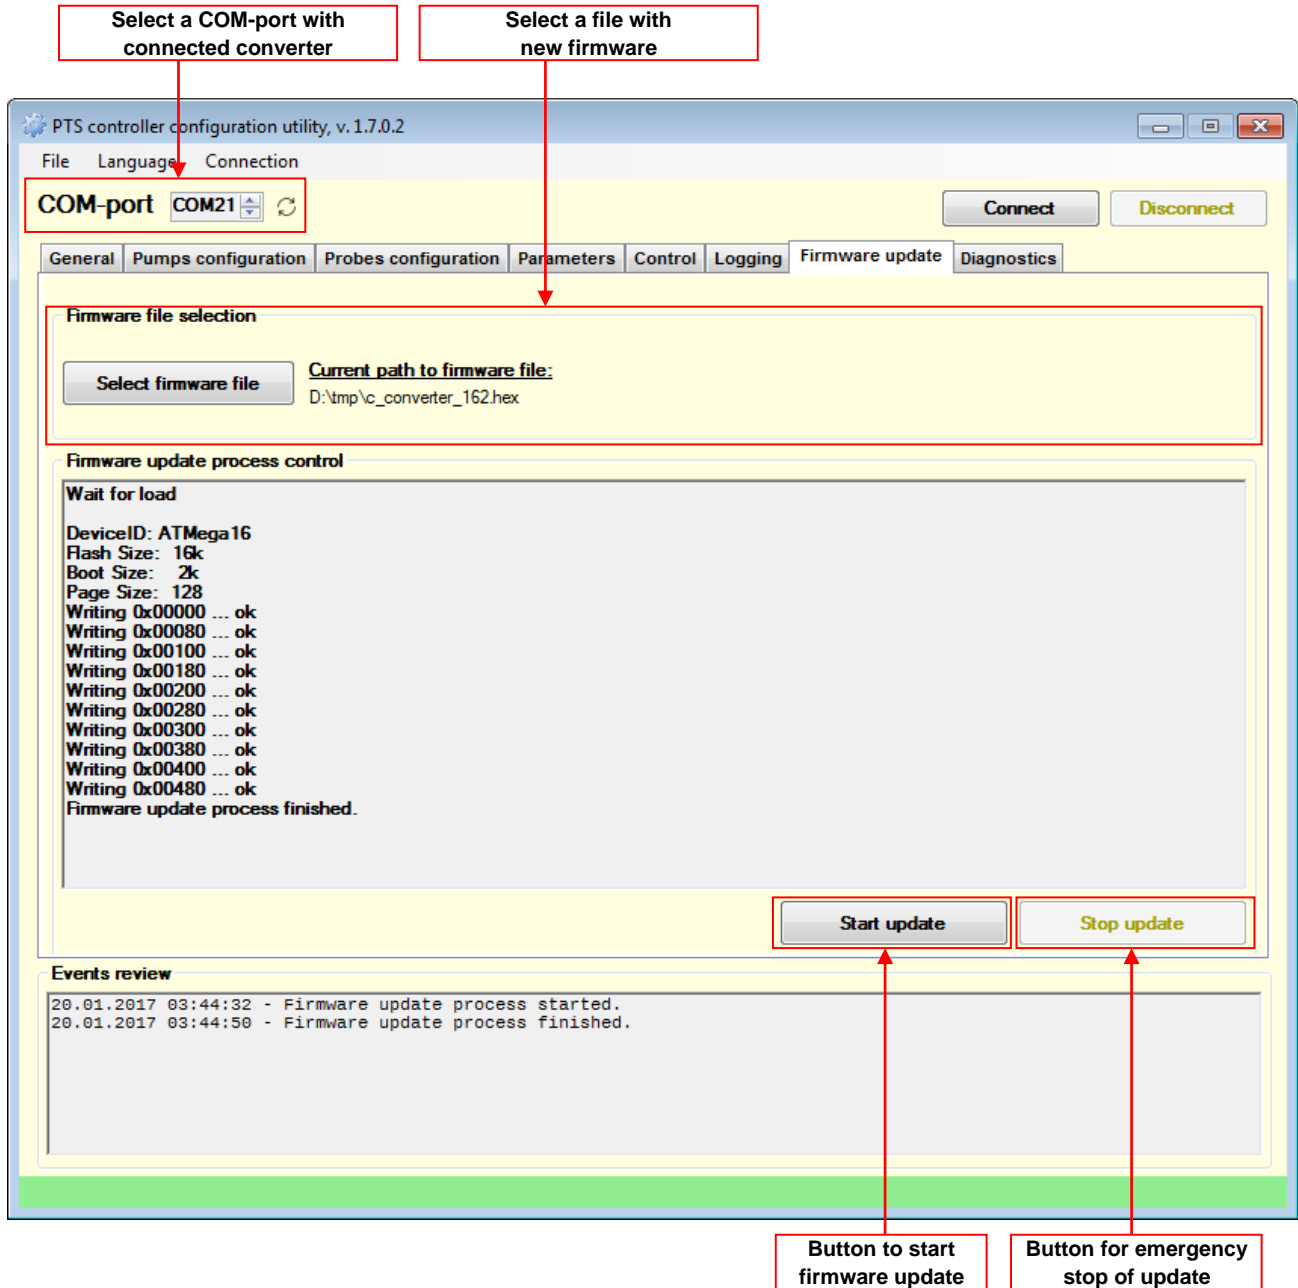 Select a COM-port with
connected converter
Select a file with
new firmware
PTS controller configuration utility, v. 1.7.0.2
File Language Connection
COM-port COM21
Connect Disconnect
General Pumps configuration Probes configuration Parameters Control Logging Firmware update Diagnostics
Firmware file selection
Select firmware file
Current path to firmware file:
D:\tmp\c_converter_162.hex
Firmware update process control
Wait for load
DeviceID: ATMega16
Flash Size: 16k
Boot Size: 2k
Page Size: 128
Writing 0x00000 ... ok
Writing 0x00080 ... ok
Writing 0x00100 ... ok
Writing 0x00180 ... ok
Writing 0x00200 ... ok
Writing 0x00280 ... ok
Writing 0x00300 ... ok
Writing 0x00380 ... ok
Writing 0x00400 ... ok
Writing 0x00480 ... ok
Firmware update process finished.
Start update Stop update
Events review
20.01.2017 03:44:32 - Firmware update process started.
20.01.2017 03:44:50 - Firmware update process finished.
Button to start
firmware update
Button for emergency
stop of update